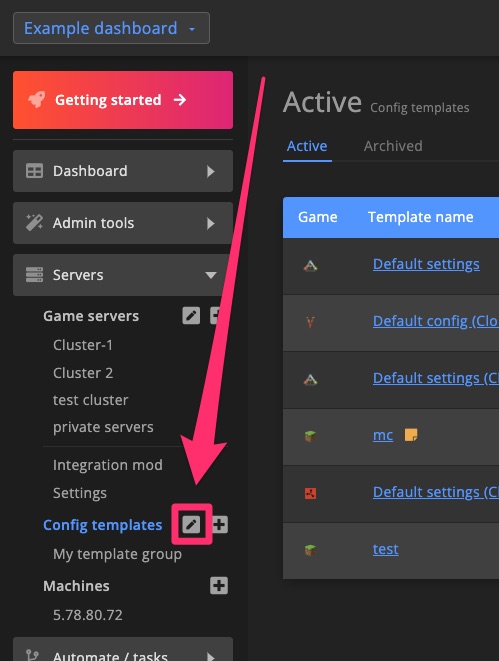 Example dashboard
Getting started
Dashboard
Admin tools
Servers
Game servers
Cluster-1
Cluster 2
test cluster
private servers
Integration mod
Settings
Config templates
My template group
Machines
5.78.80.72
Automate / tasks
Active Config templates
Active Archived
Game Template name
Default settings
Default config (Clo
Default settings (C
mc
Default settings (C
test